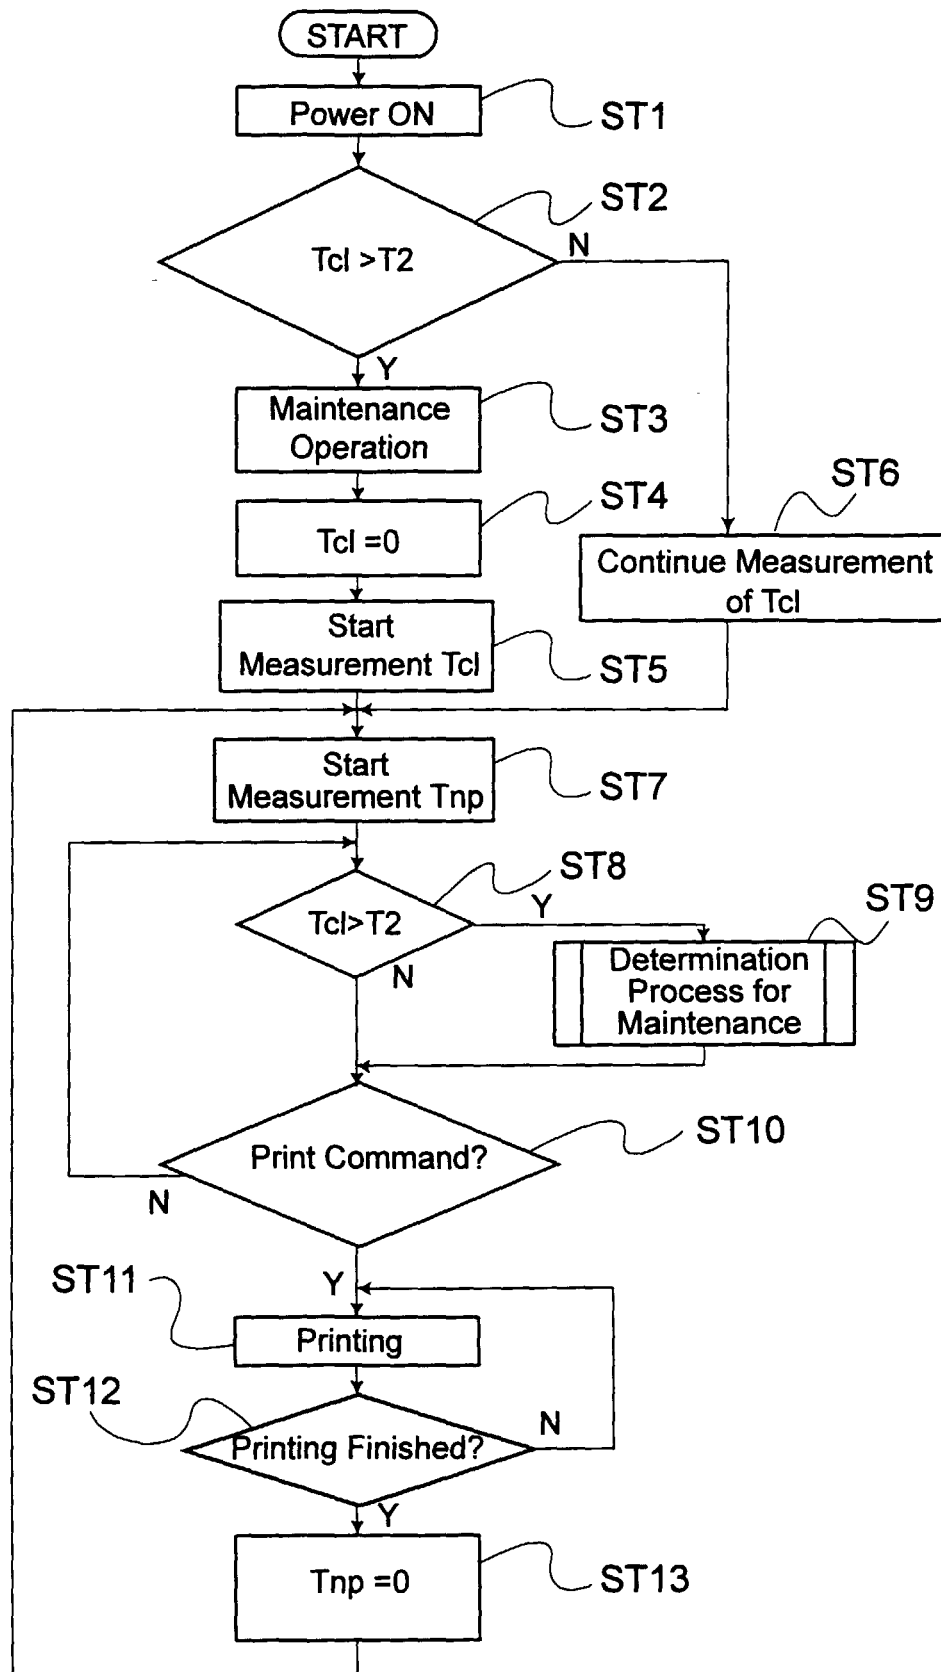 START
Power ON
ST1
ST2
Tcl >T2
N
Y
Maintenance
Operation
ST3
ST4
Tcl =0
ST6
Continue Measurement
of Tcl
Start
Measurement Tcl
ST5
Start
Measurement Tnp
ST7
ST8
Tcl>T2
Y
N
ST9
Determination
Process for
Maintenance
Print Command?
ST10
N
Y
ST11
Printing
ST12
Printing Finished?
N
Y
Tnp =0
ST13